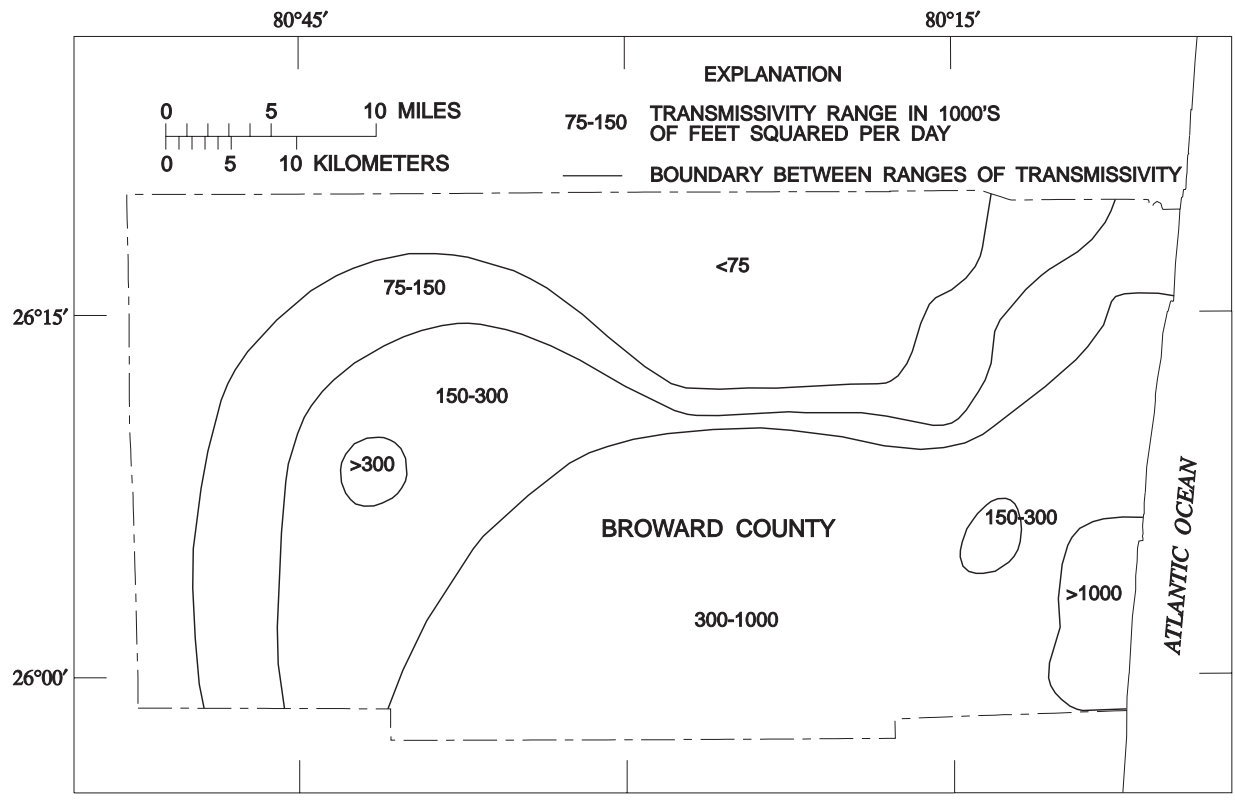 80°45′ 80°15′
EXPLANATION
0 5 10 MILES
0 5 10 KILOMETERS
75-150 TRANSMISSIVITY RANGE IN 1000'S
OF FEET SQUARED PER DAY
BOUNDARY BETWEEN RANGES OF TRANSMISSIVITY
<75
75-150
26°15′
150-300
>300
150-300
BROWARD COUNTY
ATLANTIC OCEAN
>1000
300-1000
26°00′